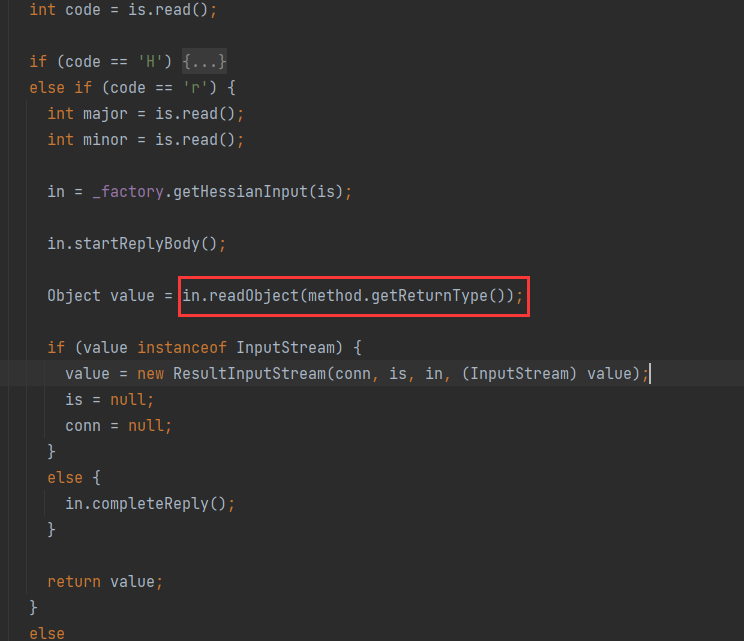 int code = is.read();
if (code == 'H') {...}
else if (code == 'r') {
int major = is.read();
int minor = is.read();
in = _factory.getHessianInput(is);
in.startReplyBody();
Object value = in.readObject(method.getReturnType());
if (value instanceof InputStream) {
value = new ResultInputStream(conn, is, in, (InputStream) value);
is = null;
conn = null;
}
else {
in.completeReply();
}
return value;
}
else